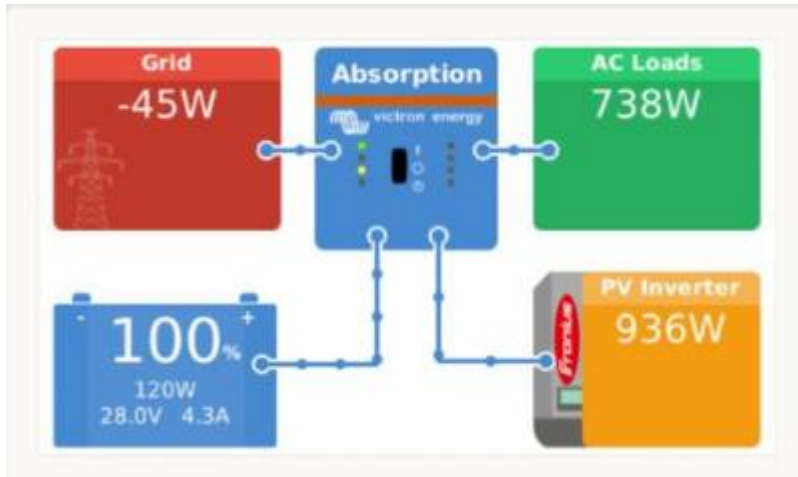 Grid
-45W
Absorption
victron energy
AC Loads
738W
- +
100%
120W
28.0V 4.3A
Fronius
PV Inverter
936W